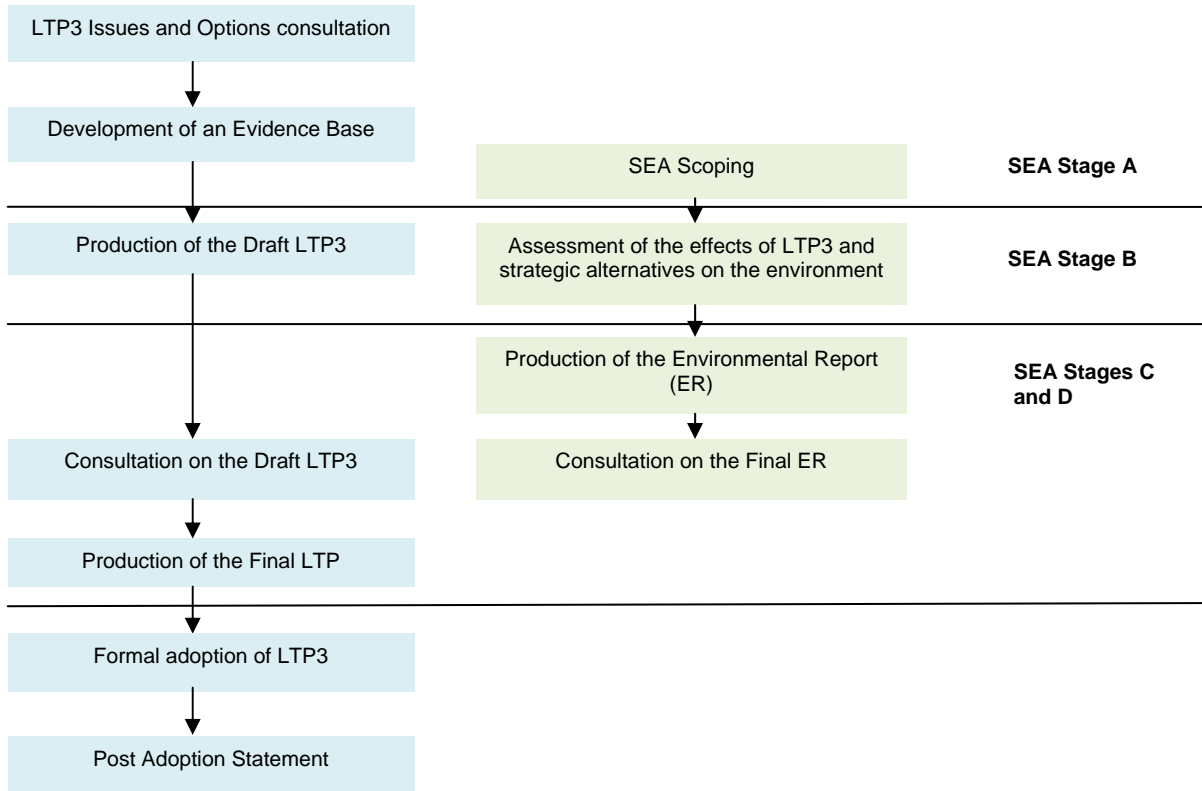 LTP3 Issues and Options consultation
Development of an Evidence Base
SEA Scoping
SEA Stage A
Production of the Draft LTP3
Assessment of the effects of LTP3 and
strategic alternatives on the environment
SEA Stage B
Production of the Environmental Report
(ER)
SEA Stages C
and D
Consultation on the Draft LTP3
Consultation on the Final ER
Production of the Final LTP
Formal adoption of LTP3
Post Adoption Statement